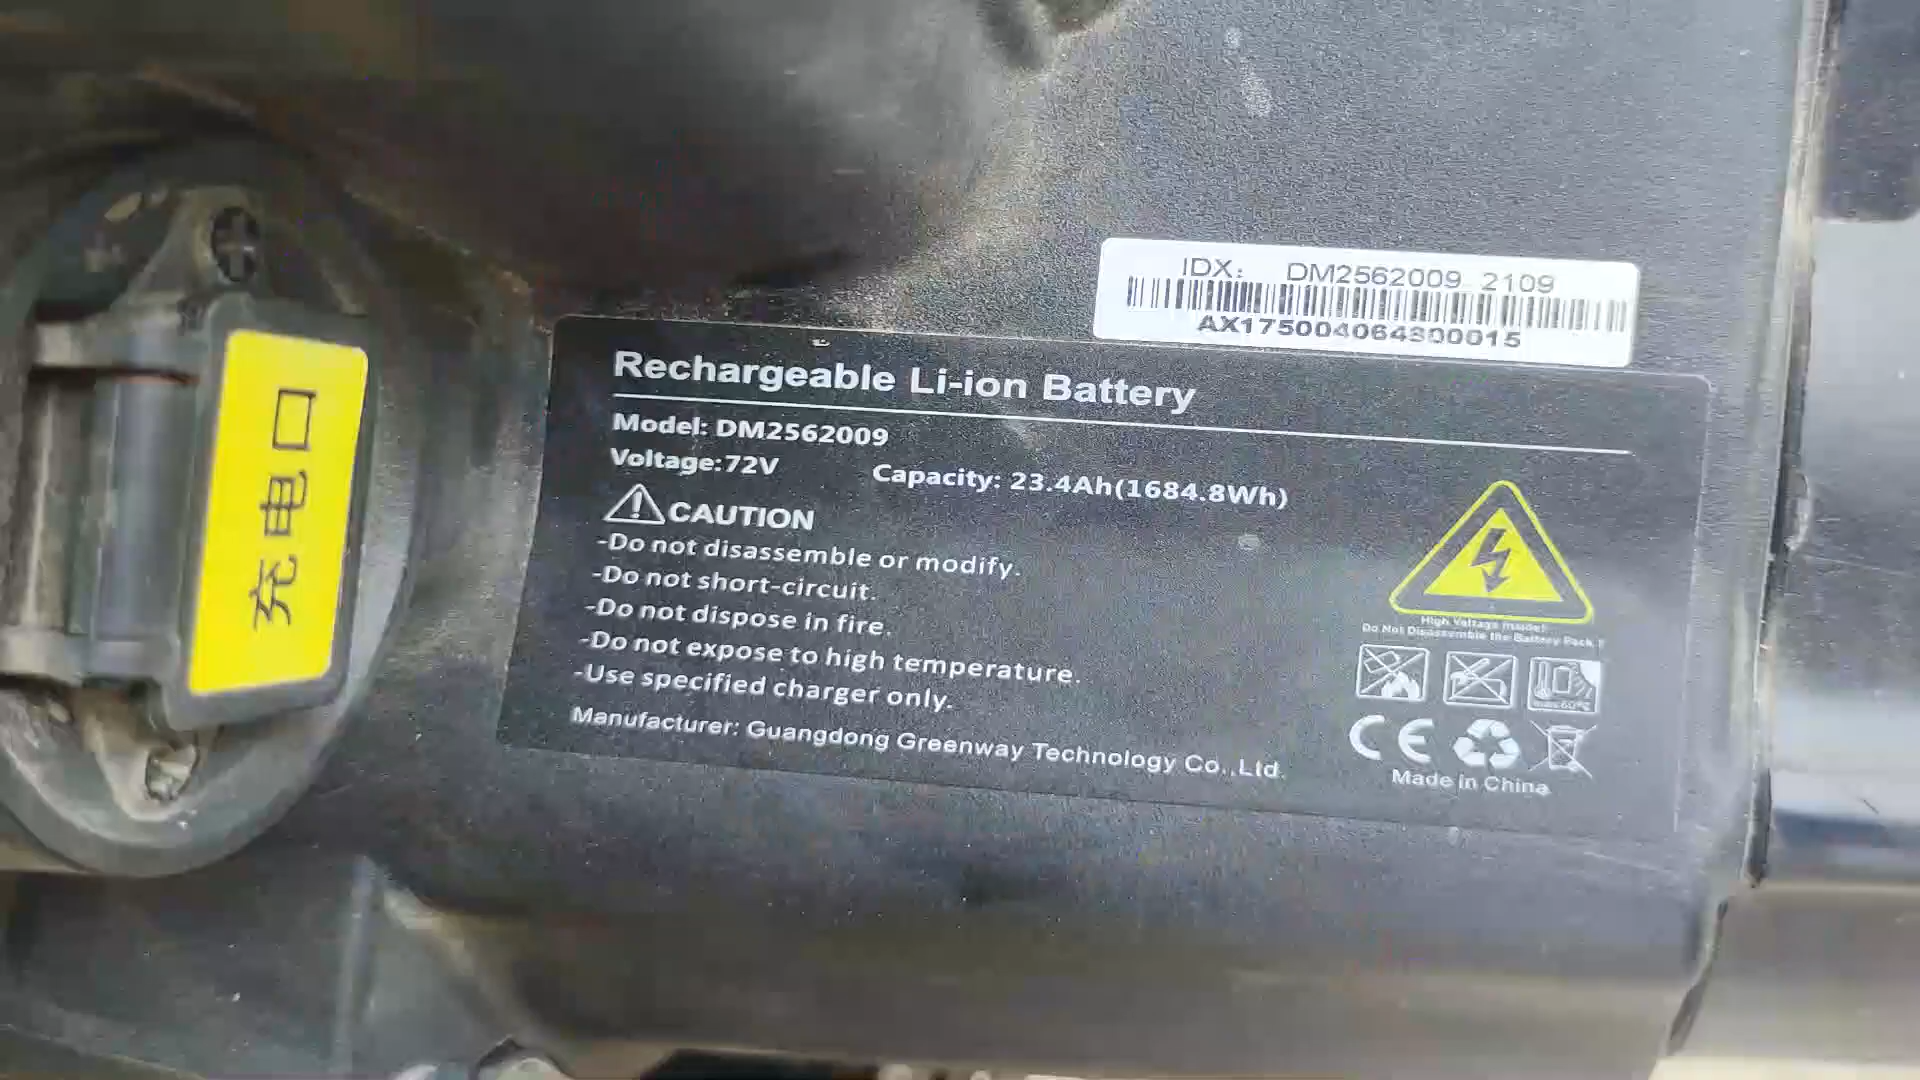 充电口
IDX: DM2562009 2109
AX175004064S00015
Rechargeable Li-ion Battery
Model: DM2562009
Voltage:72V Capacity: 23.4Ah(1684.8Wh)
CAUTION
-Do not disassemble or modify.
-Do not short-circuit.
-Do not dispose in fire.
-Do not expose to high temperature.
-Use specified charger only.
Manufacturer: Guangdong Greenway Technology Co.,Ltd.
High Voltage Inside!
Do Not Disassemble the Battery Pack !
max 60°C
CE
Made in China